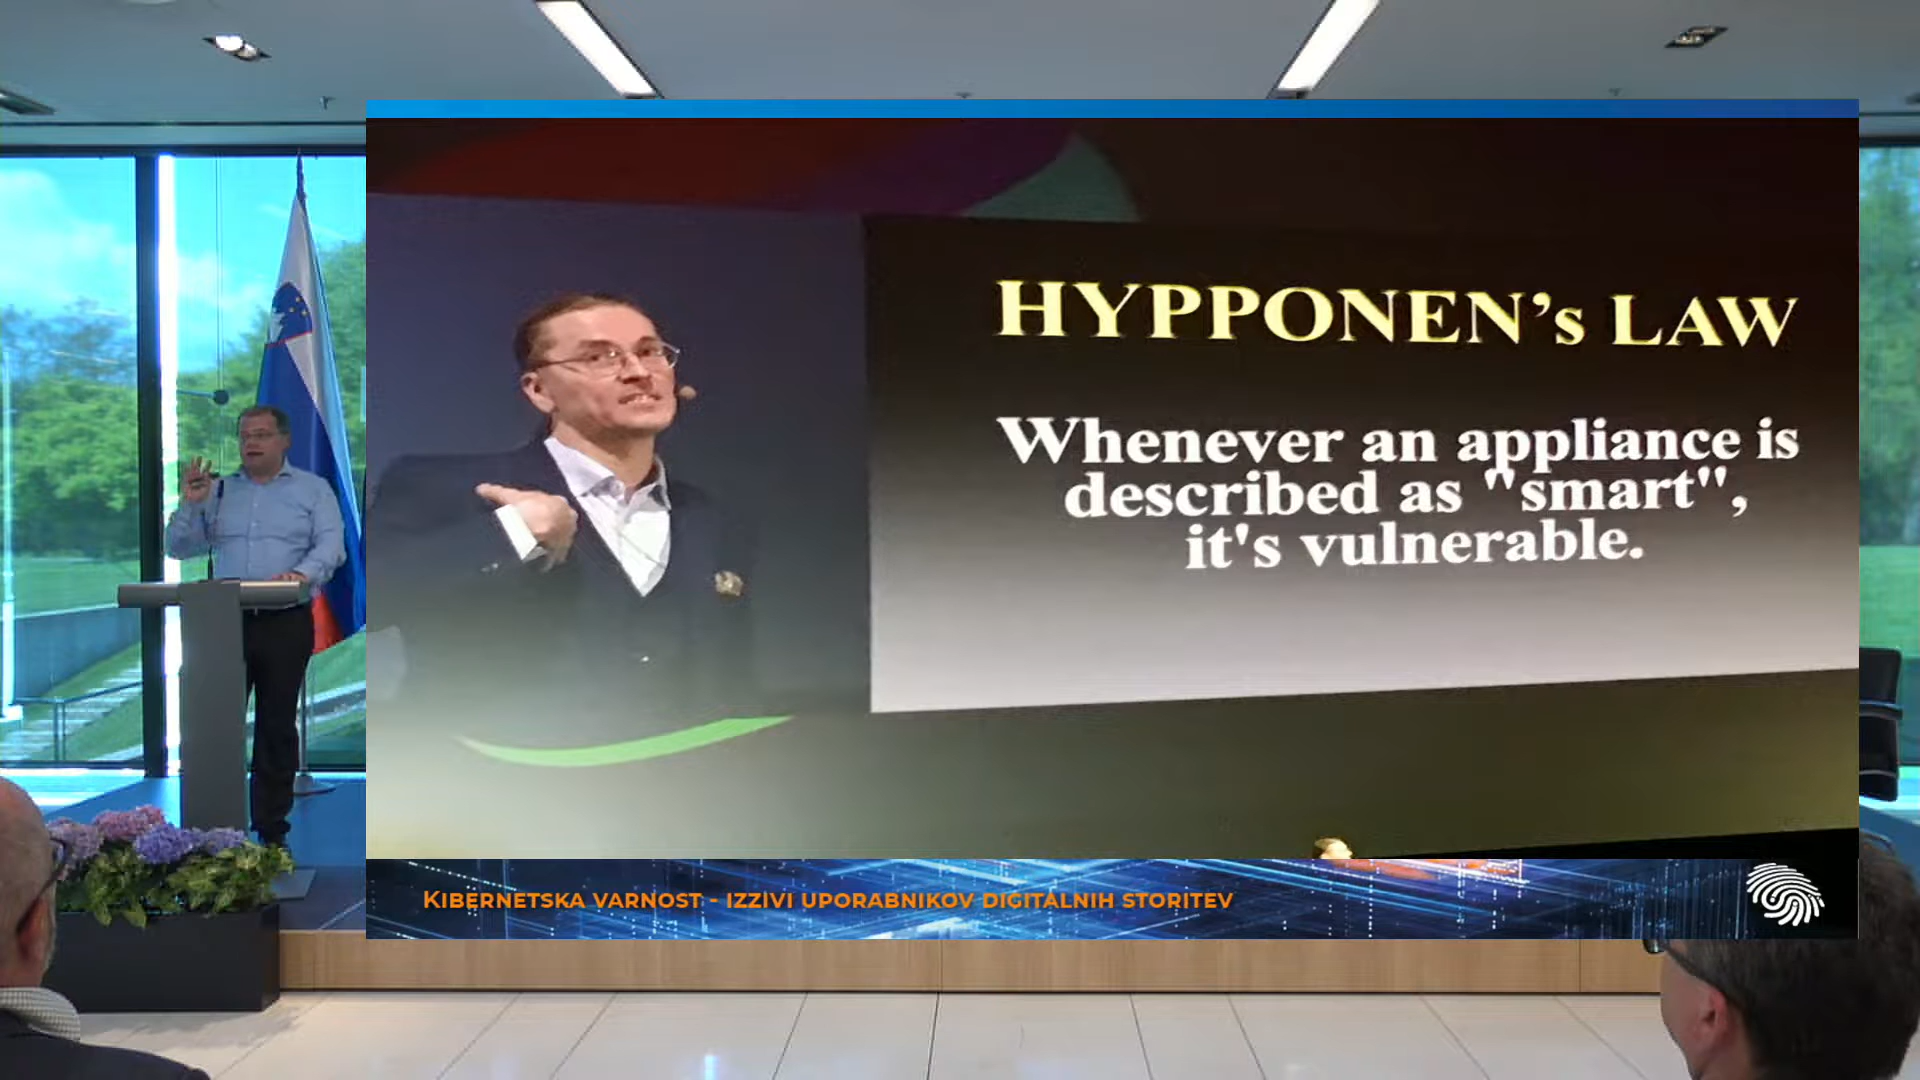 HYPPONEN's LAW
Whenever an appliance is
described as "smart",
it's vulnerable.
KIBERNETSKA VARNOST - IZZIVI UPORABNIKOV DIGITALNIH STORITEV